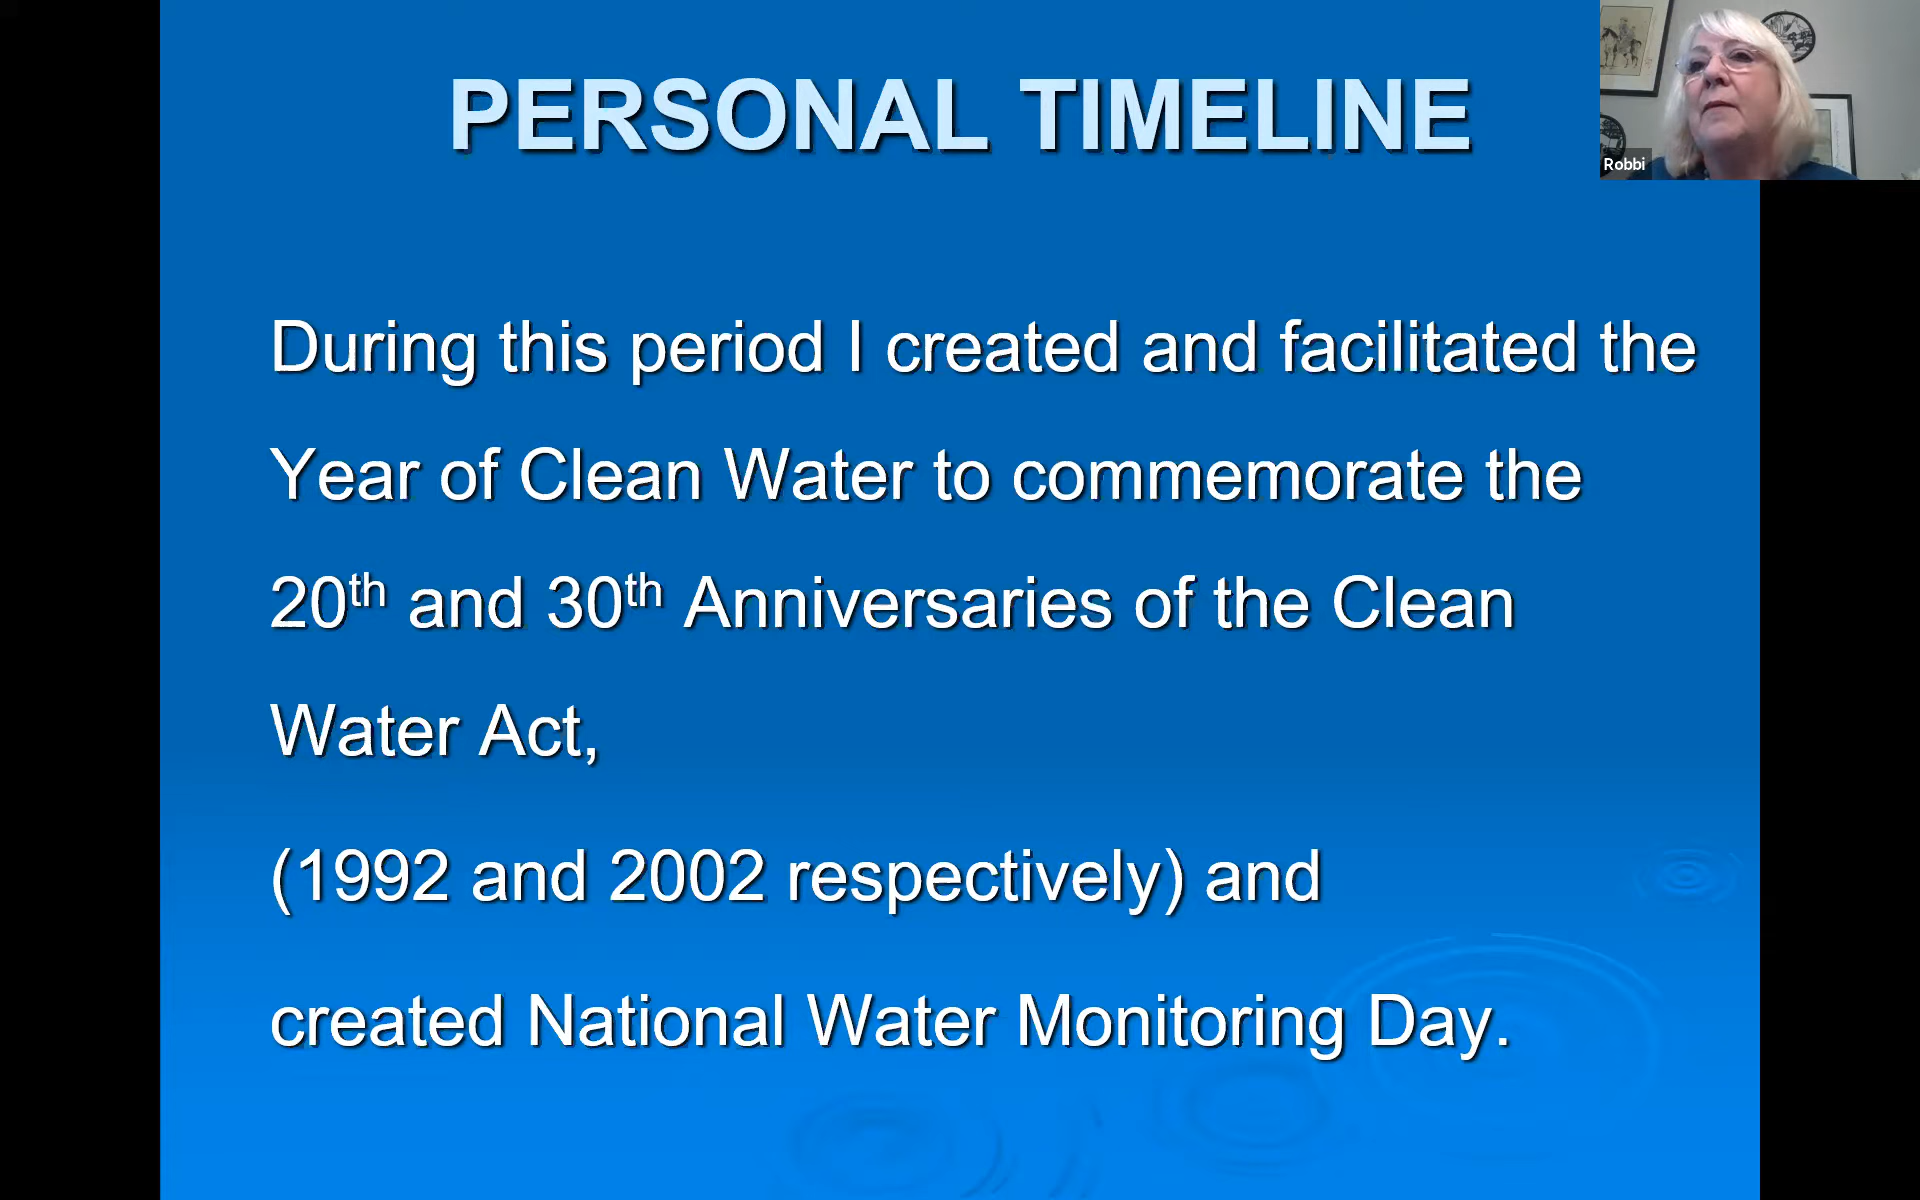 PERSONAL TIMELINE
Robbi
During this period I created and facilitated the
Year of Clean Water to commemorate the
20th and 30th Anniversaries of the Clean
Water Act,
(1992 and 2002 respectively) and
created National Water Monitoring Day.